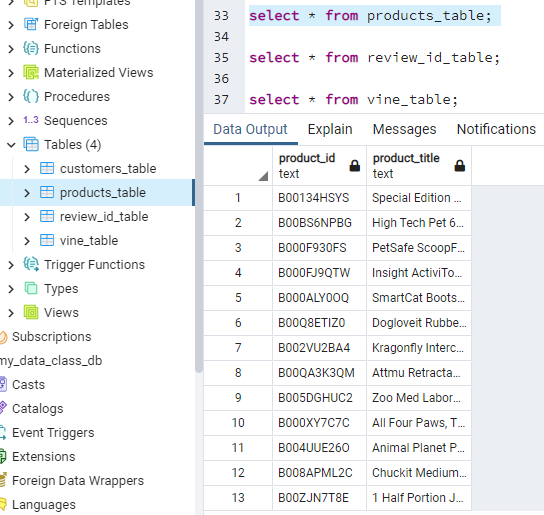 FTS Templates
Foreign Tables
Functions
Materialized Views
Procedures
1..3 Sequences
Tables (4)
customers_table
products_table
review_id_table
vine_table
Trigger Functions
Types
Views
Subscriptions
my_data_class_db
Casts
Catalogs
Event Triggers
Extensions
Foreign Data Wrappers
Languages
33 select * from products_table;
34
35 select * from review_id_table;
36
37 select * from vine_table;
Data Output Explain Messages Notifications
product_id product_title
text text
1 B00134HSYS Special Edition ...
2 B00BS6NPBG High Tech Pet 6...
3 B000F930FS PetSafe ScoopF...
4 B000FJ9QTW Insight ActiviTo...
5 B000ALY0OQ SmartCat Boots...
6 B00Q8ETIZ0 Dogloveit Rubbe...
7 B002VU2BA4 Kragonfly Interc...
8 B00QA3K3QM Attmu Retracta...
9 B005DGHUC2 Zoo Med Labor...
10 B000XY7C7C All Four Paws, T...
11 B004UUE26O Animal Planet P...
12 B008APML2C Chuckit Medium...
13 B00ZJN7T8E 1 Half Portion J...